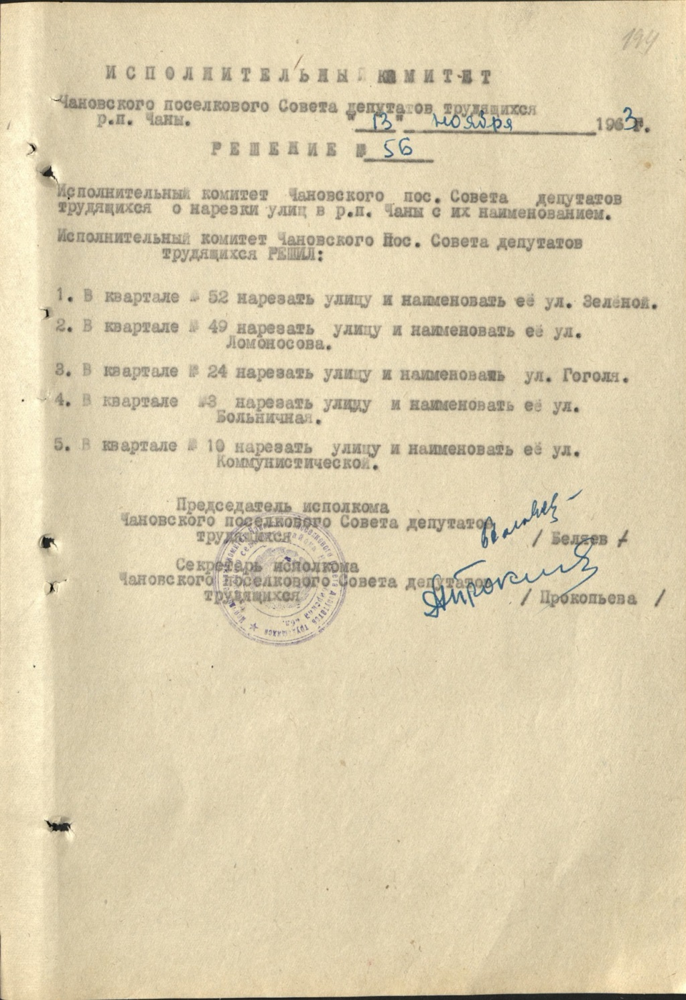 194
ИСПОЛНИТЕЛЬНЫЙ КОМИТЕТ
Чановского поселкового Совета депутатов трудящихся
р.п. Чаны. "13" ноября 1963г.
РЕШЕНИЕ № 56
Исполнительный комитет Чановского пос. Совета депутатов
трудящихся о нарезки улиц в р.п. Чаны с их наименованием.
Исполнительный комитет Чановского Пос. Совета депутатов
трудящихся РЕШИЛ:
1. В квартале № 52 нарезать улицу и наименовать её ул. Зелёной.
2. В квартале № 49 нарезать улицу и наименовать её ул.
Ломоносова.
3. В квартале № 24 нарезать улицу и наименовать ул. Гоголя.
4. В квартале №3 нарезать улицу и наименовать её ул.
Больничная.
5. В квартале № 10 нарезать улицу и наименовать её ул.
Коммунистической.
Председатель исполкома
Чановского поселкового Совета депутатов
трудящихся / Беляев /
Секретарь исполкома
Чановского поселкового Совета депутатов
трудящихся / Прокопьева /